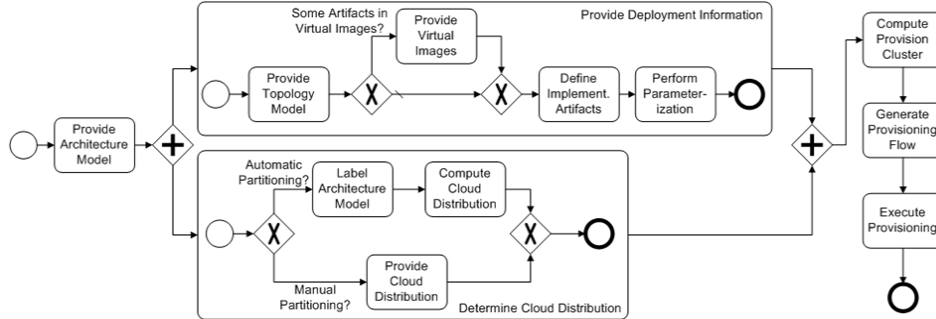 Some Artifacts in
Virtual Images?
Provide
Virtual
Images
Provide Deployment Information
Compute
Provision
Cluster
Provide
Topology
Model
X
X
Define
Implement.
Artifacts
Perform
Parameter-
ization
Provide
Architecture
Model
Generate
Provisioning
Flow
Automatic
Partitioning?
Label
Architecture
Model
Compute
Cloud
Distribution
X
X
Execute
Provisioning
Manual
Partitioning?
Provide
Cloud
Distribution
Determine Cloud Distribution